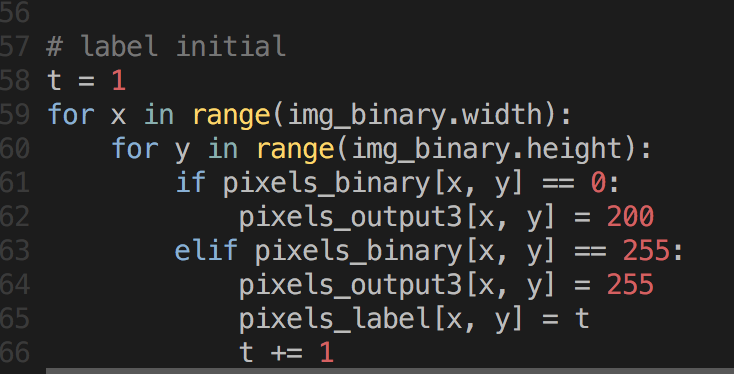 56
57 # label initial
58 t = 1
59 for x in range(img_binary.width):
60     for y in range(img_binary.height):
61         if pixels_binary[x, y] == 0:
62             pixels_output3[x, y] = 200
63         elif pixels_binary[x, y] == 255:
64             pixels_output3[x, y] = 255
65             pixels_label[x, y] = t
66             t += 1